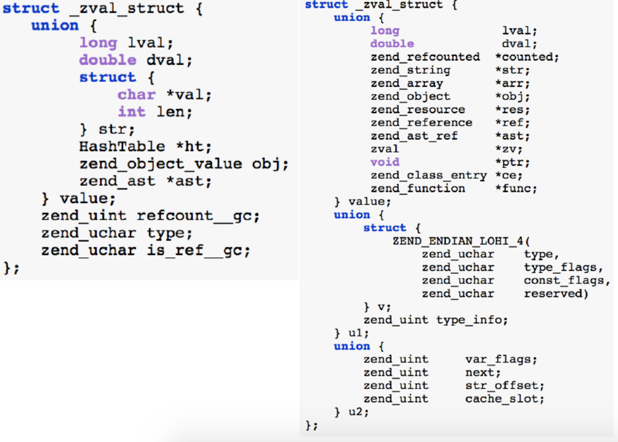 struct _zval_struct {
union {
long lval;
double dval;
struct {
char *val;
int len;
} str;
HashTable *ht;
zend_object_value obj;
zend_ast *ast;
} value;
zend_uint refcount__gc;
zend_uchar type;
zend_uchar is_ref__gc;
};
struct _zval_struct {
union {
long lval;
double dval;
zend_refcounted *counted;
zend_string *str;
zend_array *arr;
zend_object *obj;
zend_resource *res;
zend_reference *ref;
zend_ast_ref *ast;
zval *zv;
void *ptr;
zend_class_entry *ce;
zend_function *func;
} value;
union {
struct {
ZEND_ENDIAN_LOHI_4(
zend_uchar type,
zend_uchar type_flags,
zend_uchar const_flags,
zend_uchar reserved)
} v;
zend_uint type_info;
} u1;
union {
zend_uint var_flags;
zend_uint next;
zend_uint str_offset;
zend_uint cache_slot;
} u2;
};